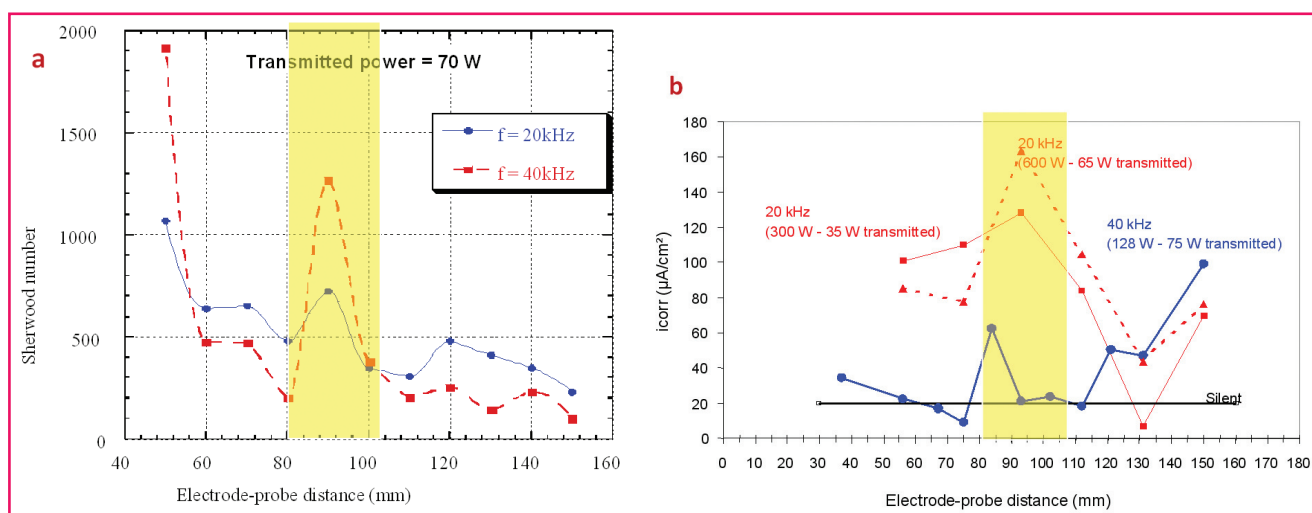 a
Transmitted power = 70 W
f = 20kHz
f = 40kHz
2000
1500
1000
500
0
Sherwood number
40 60 80 100 120 140 160
Electrode-probe distance (mm)
b
180
160
140
120
100
80
60
40
20
0
icorr (µA/cm²)
20 kHz
(600 W - 65 W transmitted)
20 kHz
(300 W - 35 W transmitted)
40 kHz
(128 W - 75 W transmitted)
Silent
0 10 20 30 40 50 60 70 80 90 100 110 120 130 140 150 160 170 180
Electrode-probe distance (mm)